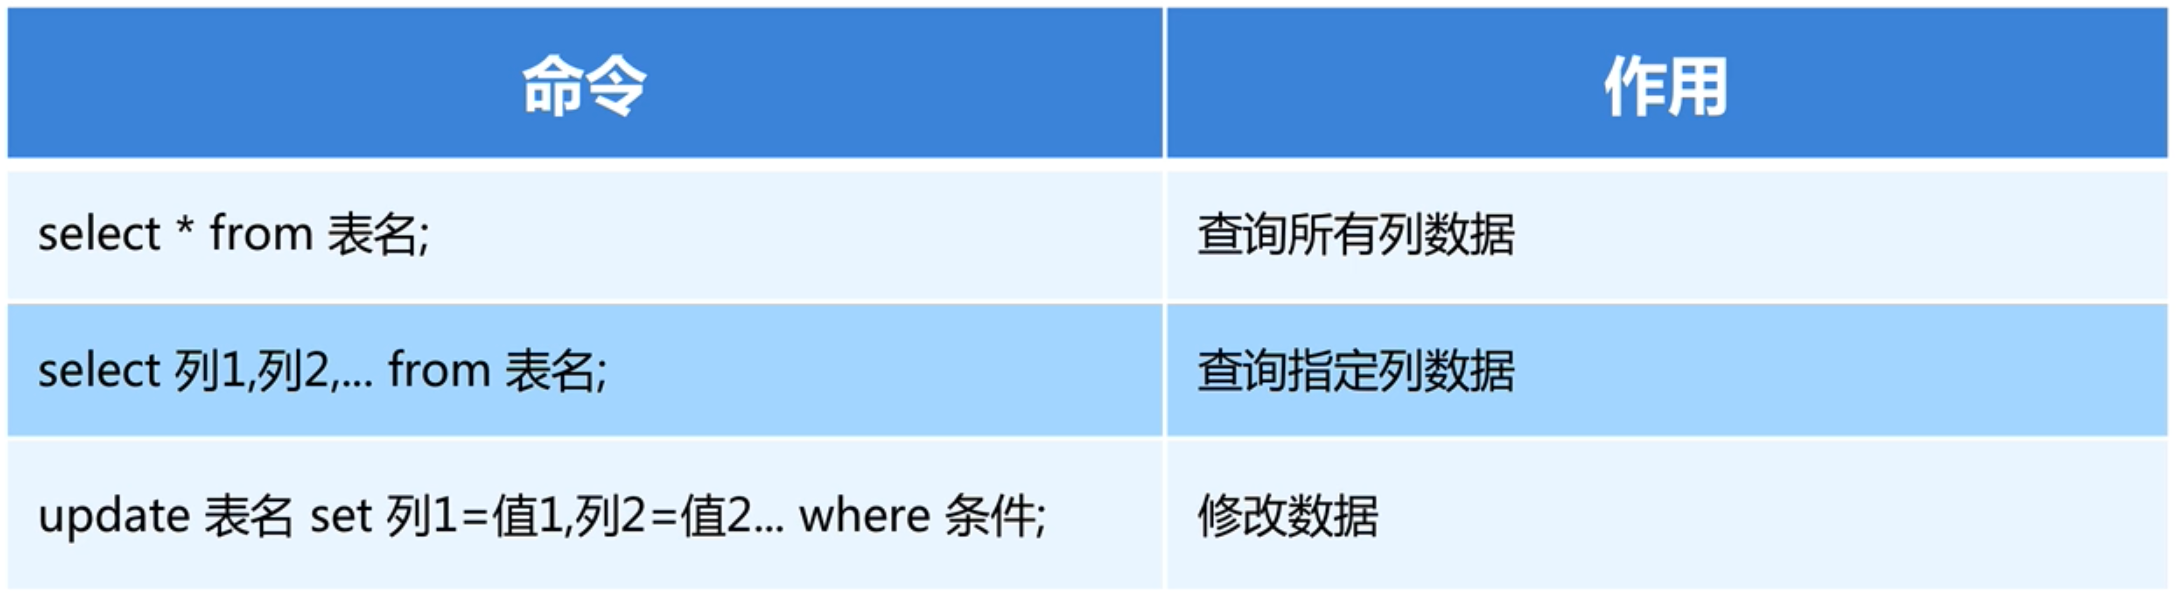 命令
作用
select * from 表名;
查询所有列数据
select 列1,列2,... from 表名;
查询指定列数据
update 表名 set 列1=值1,列2=值2... where 条件;
修改数据